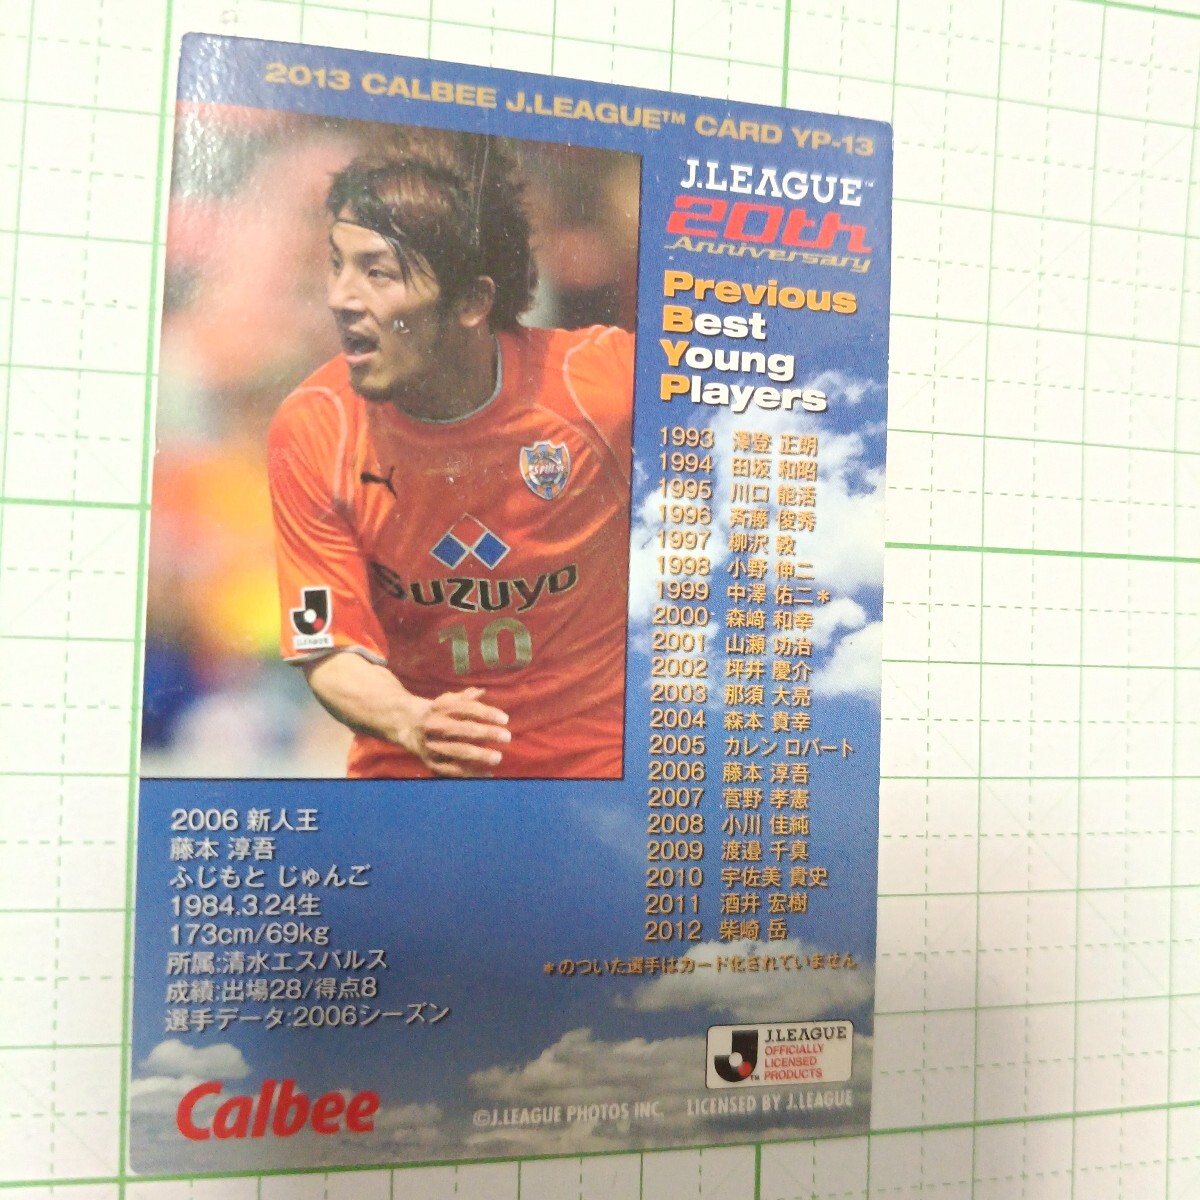 2013 CALBEE J.LEAGUE™ CARD YP-13
J.LEAGUE™
20th
Anniversary
Previous
Best
Young
Players
1993 澤登 正朗
1994 田坂 和昭
1995 川口 能活
1996 斉藤 俊秀
1997 柳沢 敦
1998 小野 伸二
1999 中澤 佑二*
2000 森﨑 和幸
2001 山瀬 功治
2002 坪井 慶介
2003 那須 大亮
2004 森本 貴幸
2005 カレン ロバート
2006 藤本 淳吾
2007 菅野 孝憲
2008 小川 佳純
2009 渡邉 千真
2010 宇佐美 貴史
2011 酒井 宏樹
2012 柴崎 岳
*のついた選手はカード化されていません
S-PULSE
SUZUYO
10
J.LEAGUE
2006 新人王
藤本 淳吾
ふじもと じゅんご
1984.3.24生
173cm/69kg
所属:清水エスパルス
成績:出場28/得点8
選手データ:2006シーズン
Calbee
J.LEAGUE
OFFICIALLY
LICENSED
PRODUCTS
™
©J.LEAGUE PHOTOS INC. LICENSED BY J.LEAGUE